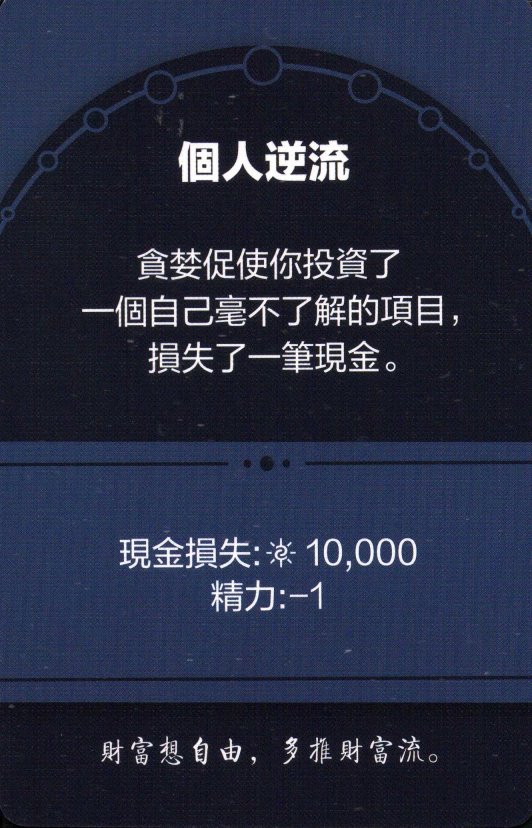 個人逆流
貪婪促使你投資了
一個自己毫不了解的項目，
損失了一筆現金。
現金損失: 10,000
精力:–1
財富想自由，多推財富流。